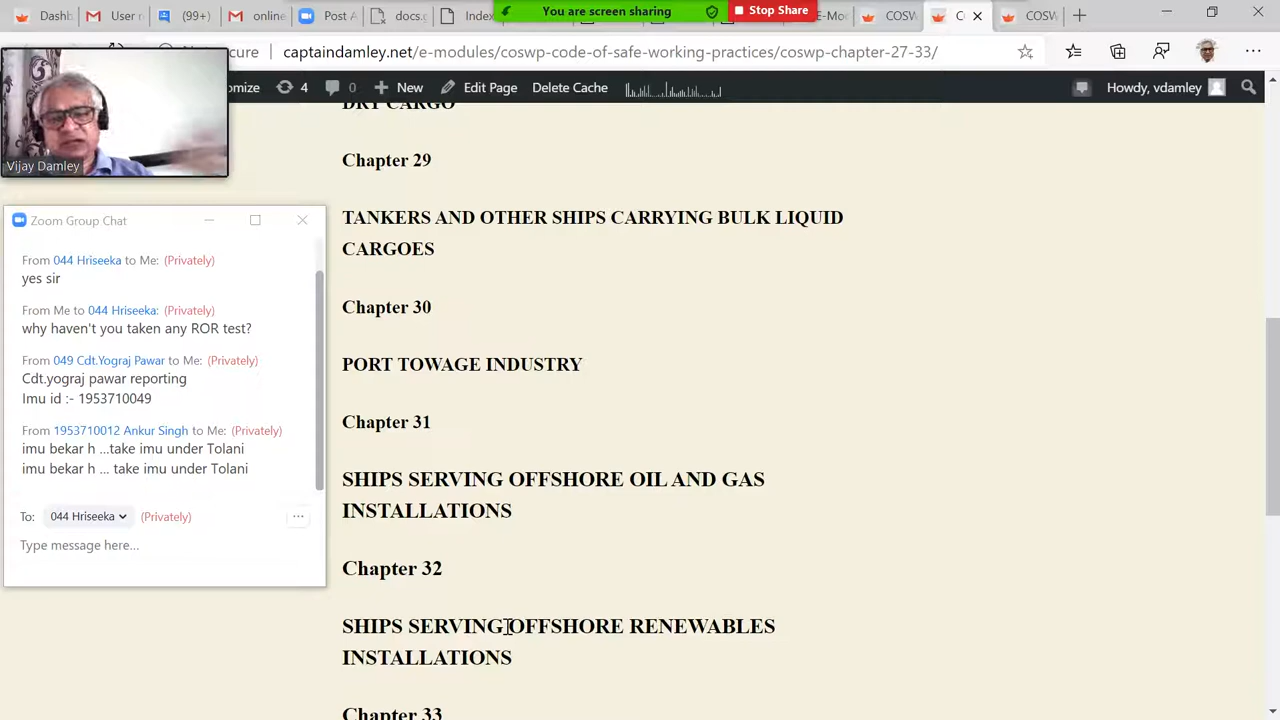 Dashb
M
(99+)
M
onlin
Post A
docs.g
Index
You are screen sharing
Stop Share
E-Mod
COSW
C
COSW
captaindamley.net/e-modules/coswp-code-of-safe-working-practices/coswp-chapter-27-33/
omize
4
0
New
Edit Page
Delete Cache
Howdy, vdamley
Vijay Damley
DRY CARGO
Chapter 29
TANKERS AND OTHER SHIPS CARRYING BULK LIQUID
CARGOES
Chapter 30
PORT TOWAGE INDUSTRY
Chapter 31
SHIPS SERVING OFFSHORE OIL AND GAS
INSTALLATIONS
Chapter 32
SHIPS SERVING OFFSHORE RENEWABLES
INSTALLATIONS
Chapter 33
Zoom Group Chat
From 044 Hriseeka to Me: (Privately)
yes sir
From Me to 044 Hriseeka: (Privately)
why haven't you taken any ROR test?
From 049 Cdt.Yograj Pawar to Me: (Privately)
Cdt.yograj pawar reporting
Imu id :- 1953710049
From 1953710012 Ankur Singh to Me: (Privately)
imu bekar h ...take imu under Tolani
imu bekar h ... take imu under Tolani
To: 044 Hriseeka (Privately)
Type message here...